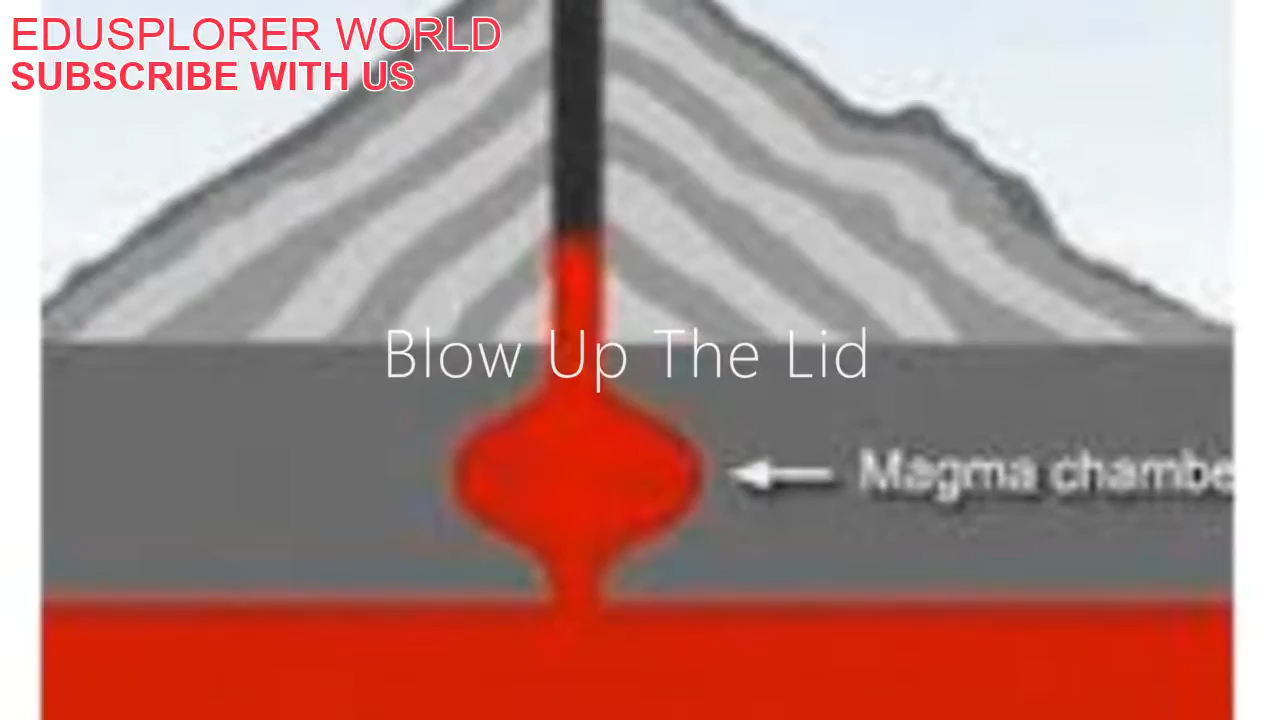 EDUSPLORER WORLD
SUBSCRIBE WITH US
Blow Up The Lid
Magma chambe